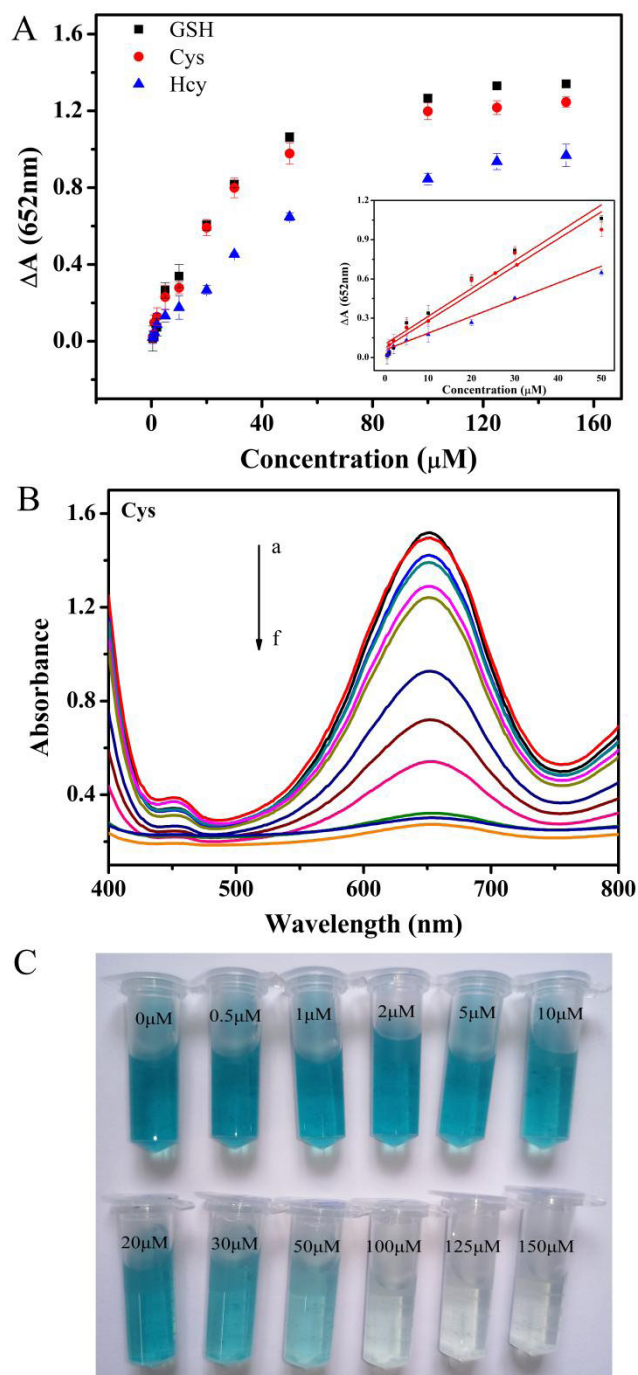 A
GSH
Cys
Hcy
ΔA (652nm)
1.6
1.2
0.8
0.4
0.0
0 40 80 120 160
Concentration (μM)
ΔA (652nm)
1.2
0.9
0.6
0.3
0.0
0 10 20 30 40 50
Concentration (μM)
B
Cys
a
f
Absorbance
1.6
1.2
0.8
0.4
400 500 600 700 800
Wavelength (nm)
C
0μM 0.5μM 1μM 2μM 5μM 10μM
20μM 30μM 50μM 100μM 125μM 150μM